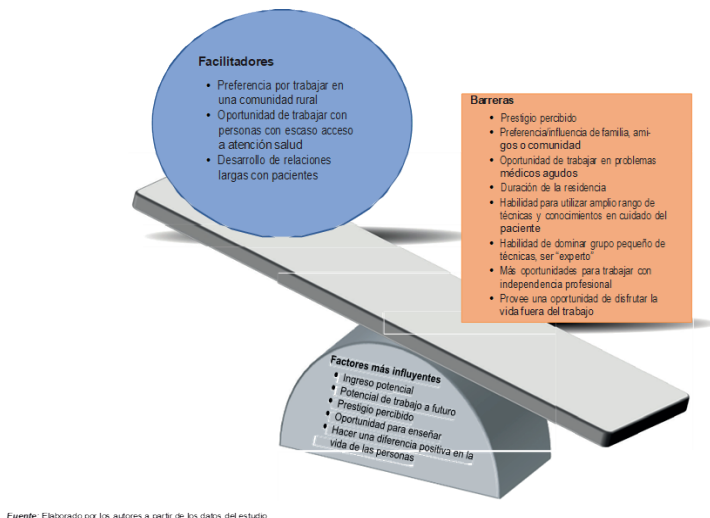 Facilitadores
• Preferencia por trabajar en
una comunidad rural
• Oportunidad de trabajar con
personas con escaso acceso
a atención salud
• Desarrollo de relaciones
largas con pacientes
Barreras
• Prestigio percibido
• Preferencia/influencia de familia, ami-
gos o comunidad
• Oportunidad de trabajar en problemas
médicos agudos
• Duración de la residencia
• Habilidad para utilizar amplio rango de
técnicas y conocimientos en cuidado del
paciente
• Habilidad de dominar grupo pequeño de
técnicas, ser "experto"
• Más oportunidades para trabajar con
independencia profesional
• Provee una oportunidad de disfrutar la
vida fuera del trabajo
Factores más influyentes
• Ingreso potencial
• Potencial de trabajo a futuro
• Prestigio percibido
• Oportunidad para enseñar
• Hacer una diferencia positiva en la
vida de las personas
Fuente: Elaborado por los autores a partir de los datos del estudio